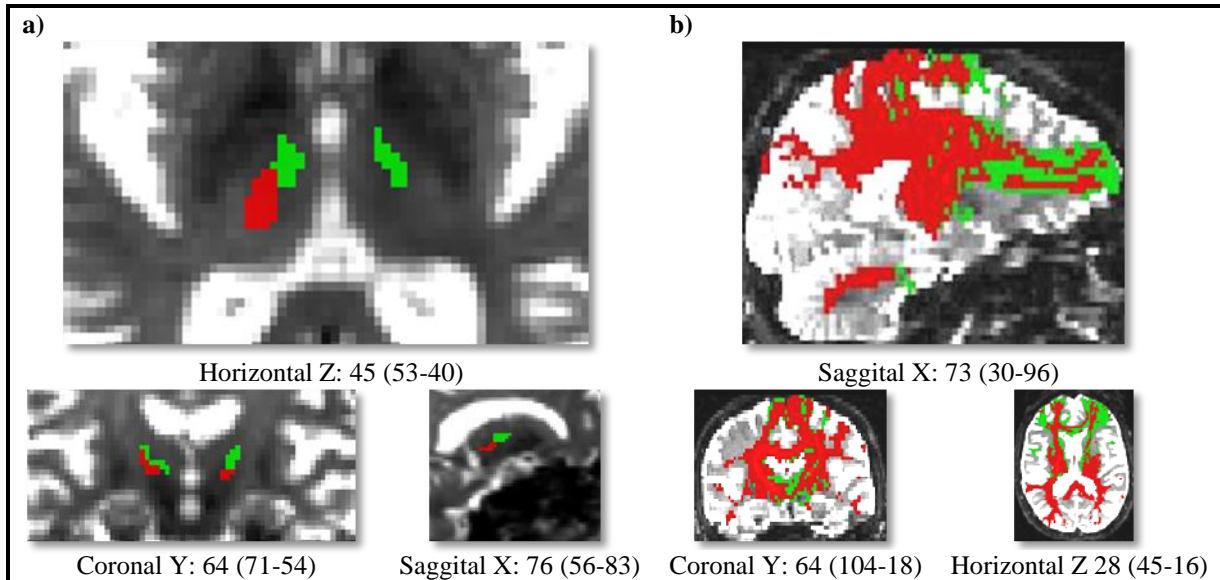 a)
b)
Horizontal Z: 45 (53-40)
Saggital X: 73 (30-96)
Coronal Y: 64 (71-54)
Saggital X: 76 (56-83)
Coronal Y: 64 (104-18)
Horizontal Z 28 (45-16)